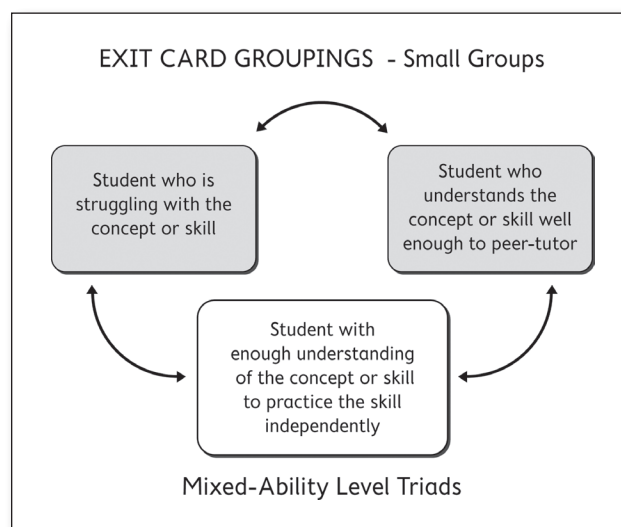 EXIT CARD GROUPINGS - Small Groups
Student who is
struggling with the
concept or skill
Student who
understands the
concept or skill well
enough to peer-tutor
Student with
enough understanding
of the concept or skill
to practice the skill
independently
Mixed-Ability Level Triads